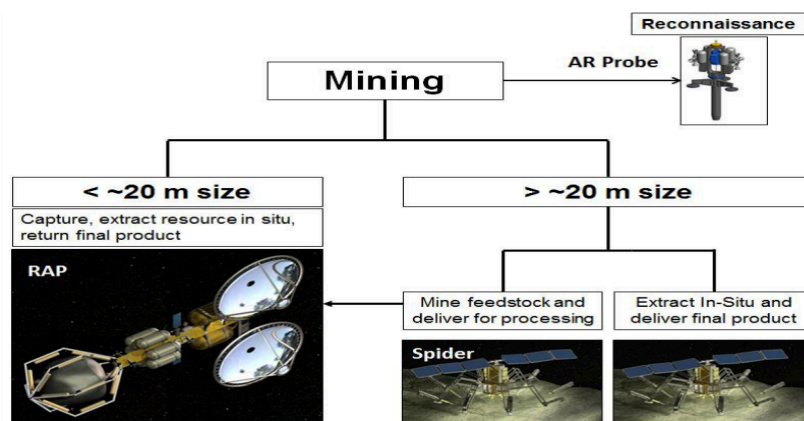 Reconnaissance
AR Probe
Mining
< ~20 m size
> ~20 m size
Capture, extract resource in situ,
return final product
RAP
Mine feedstock and
deliver for processing
Extract In-Situ and
deliver final product
Spider